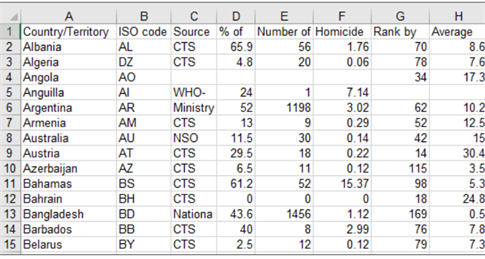 A B C D E F G H
1 Country/Territory ISO code Source % of Number of Homicide Rank by Average
2 Albania AL CTS 65.9 56 1.76 70 8.6
3 Algeria DZ CTS 4.8 20 0.06 78 7.6
4 Angola AO 34 17.3
5 Anguilla AI WHO- 24 1 7.14
6 Argentina AR Ministry 52 1198 3.02 62 10.2
7 Armenia AM CTS 13 9 0.29 52 12.5
8 Australia AU NSO 11.5 30 0.14 42 15
9 Austria AT CTS 29.5 18 0.22 14 30.4
10 Azerbaijan AZ CTS 6.5 11 0.12 115 3.5
11 Bahamas BS CTS 61.2 52 15.37 98 5.3
12 Bahrain BH CTS 0 0 0 18 24.8
13 Bangladesh BD Nationa 43.6 1456 1.12 169 0.5
14 Barbados BB CTS 40 8 2.99 76 7.8
15 Belarus BY CTS 2.5 12 0.12 79 7.3